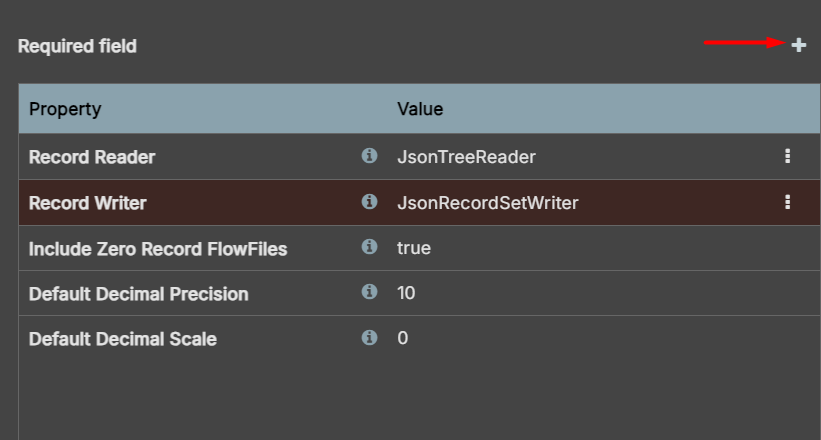 Required field
Property Value
Record Reader JsonTreeReader
Record Writer JsonRecordSetWriter
Include Zero Record FlowFiles true
Default Decimal Precision 10
Default Decimal Scale 0